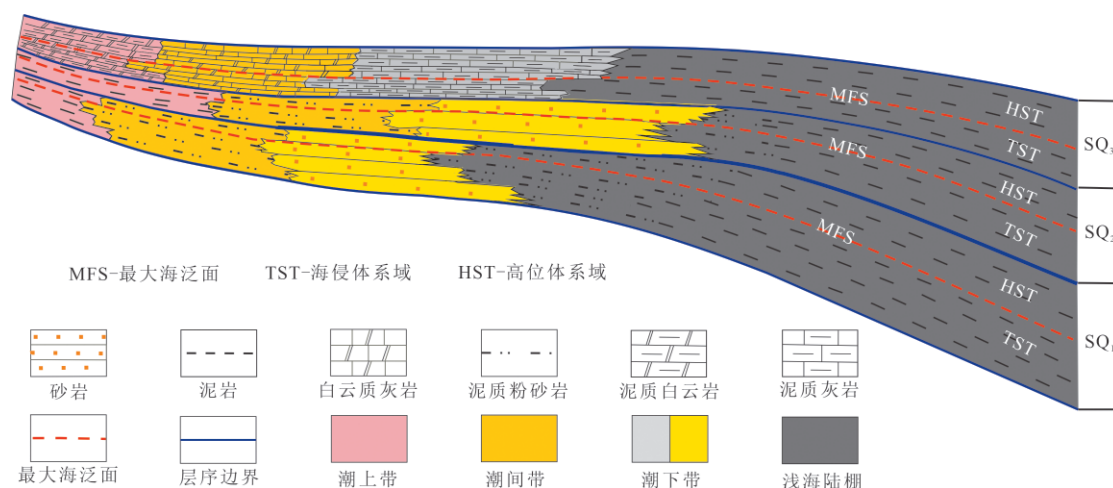 MFS
HST
TST
SQ₃
MFS
HST
TST
SQ₂
MFS
HST
TST
SQ₁
MFS-最大海泛面 TST-海侵体系域 HST-高位体系域
砂岩 泥岩 白云质灰岩 泥质粉砂岩 泥质白云岩 泥质灰岩
最大海泛面 层序边界 潮上带 潮间带 潮下带 浅海陆棚